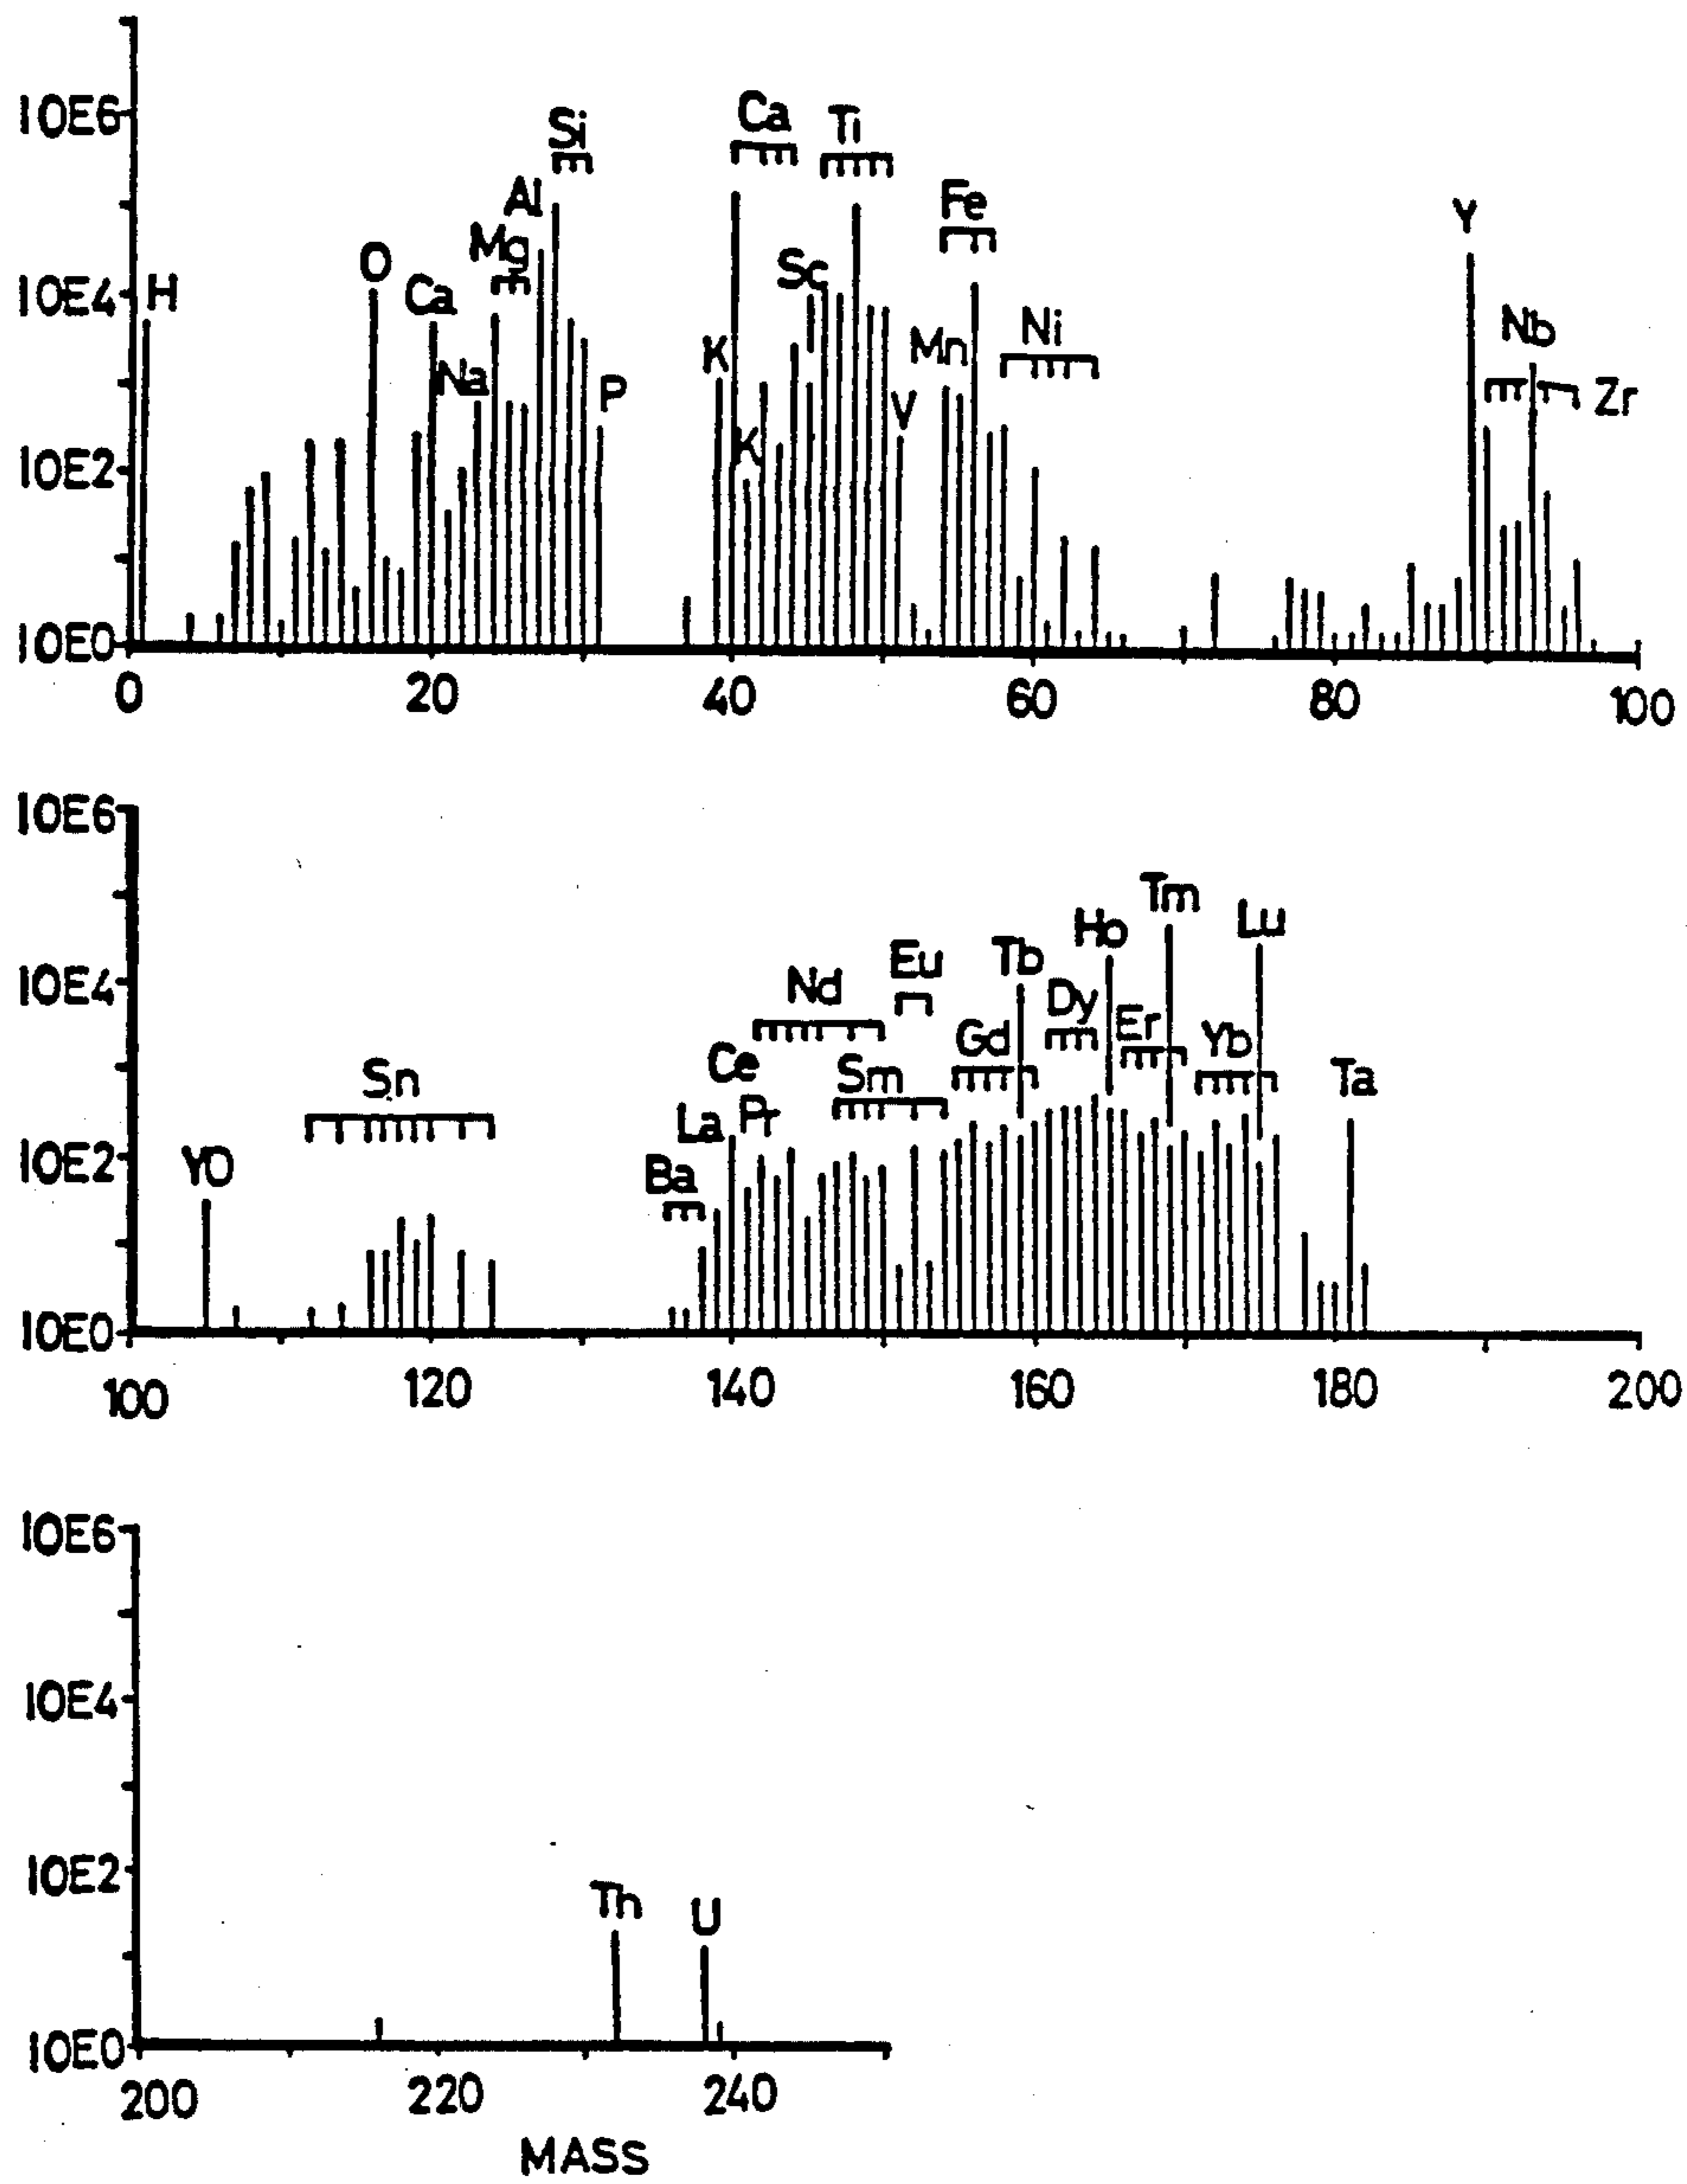 10E6
10E4
10E2
10E0
H
O
Ca
Na
Mg
Al
Si
P
K
K
Ca
Sc
Ti
V
Mn
Fe
Ni
Y
Nb
Zr
0 20 40 60 80 100
10E6
10E4
10E2
10E0
YO
Sn
Ba
La
Ce
Pr
Nd
Sm
Eu
Gd
Tb
Dy
Ho
Er
Tm
Yb
Lu
Ta
100 120 140 160 180 200
10E6
10E4
10E2
10E0
Th
U
200 220 240
MASS